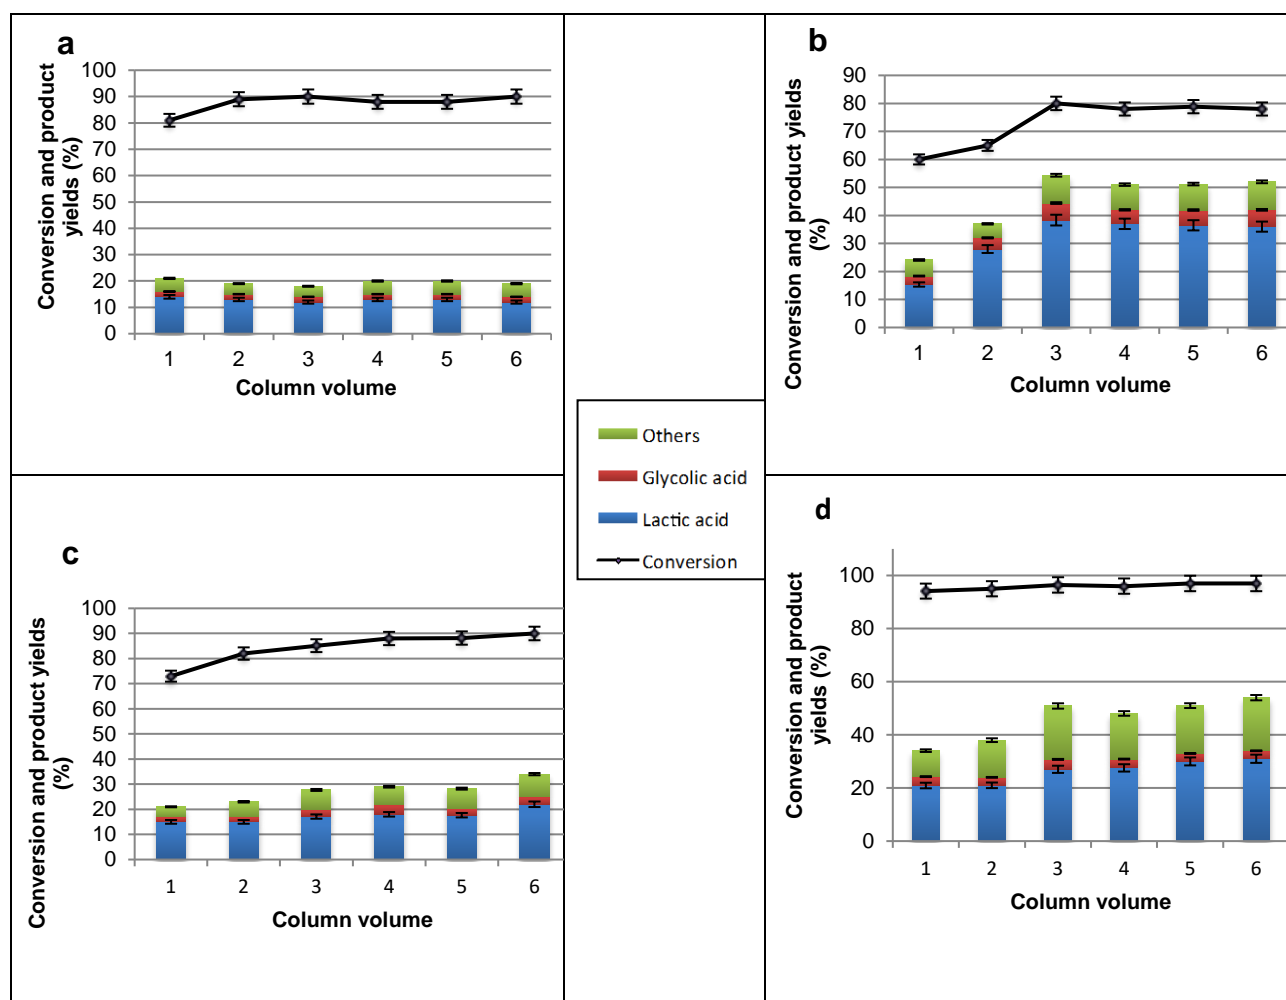 a
Conversion and product
yields (%)
100
90
80
70
60
50
40
30
20
10
0
1 2 3 4 5 6
Column volume
b
Conversion and product yields
(%)
90
80
70
60
50
40
30
20
10
0
1 2 3 4 5 6
Column volume
Others
Glycolic acid
Lactic acid
Conversion
c
Conversion and product yields
(%)
100
90
80
70
60
50
40
30
20
10
0
1 2 3 4 5 6
Column volume
d
Conversion and product
yields (%)
100
80
60
40
20
0
1 2 3 4 5 6
Column volume